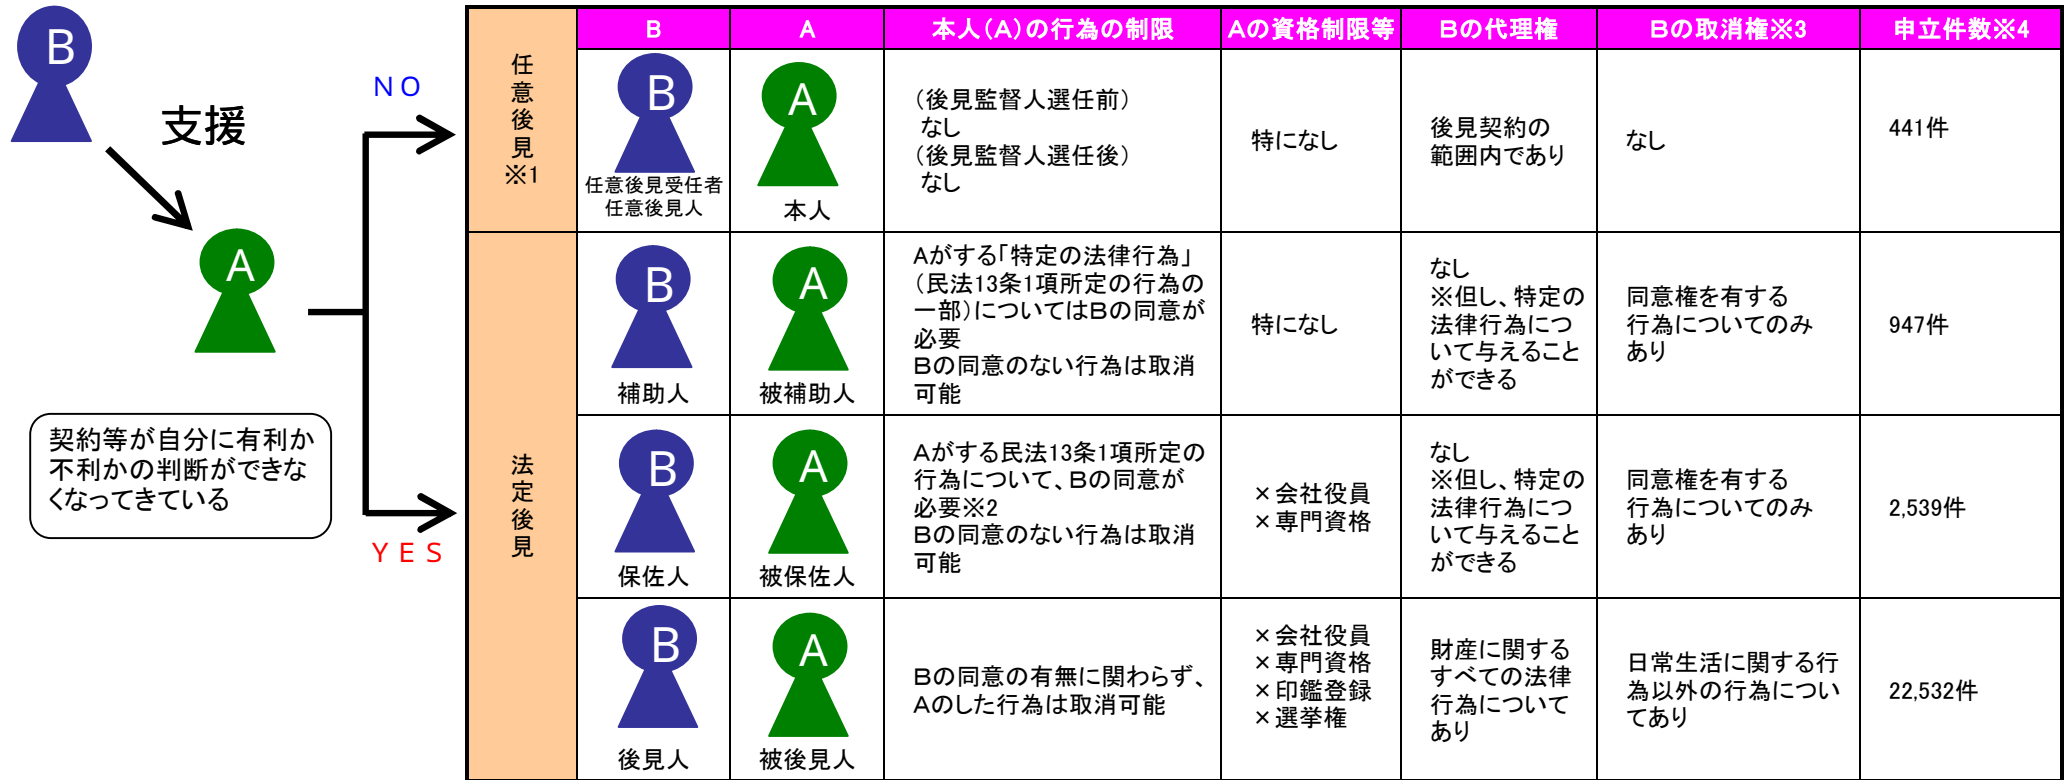 B
支援
A
NO
YES
契約等が自分に有利か
不利かの判断ができな
くなってきている
B
A
本人(A)の行為の制限
Aの資格制限等
Bの代理権
Bの取消権※3
申立件数※4
任意後見※1
B
任意後見受任者
任意後見人
A
本人
(後見監督人選任前)
なし
(後見監督人選任後)
なし
特になし
後見契約の
範囲内であり
なし
441件
法定後見
B
補助人
A
被補助人
Aがする「特定の法律行為」
(民法13条1項所定の行為の
一部)についてはBの同意が
必要
Bの同意のない行為は取消
可能
特になし
なし
※但し、特定の
法律行為につ
いて与えること
ができる
同意権を有する
行為についてのみ
あり
947件
B
保佐人
A
被保佐人
Aがする民法13条1項所定の
行為について、Bの同意が
必要※2
Bの同意のない行為は取消
可能
×会社役員
×専門資格
なし
※但し、特定の
法律行為につ
いて与えること
ができる
同意権を有する
行為についてのみ
あり
2,539件
B
後見人
A
被後見人
Bの同意の有無に関わらず、
Aのした行為は取消可能
×会社役員
×専門資格
×印鑑登録
×選挙権
財産に関する
すべての法律
行為について
あり
日常生活に関する行
為以外の行為につい
てあり
22,532件